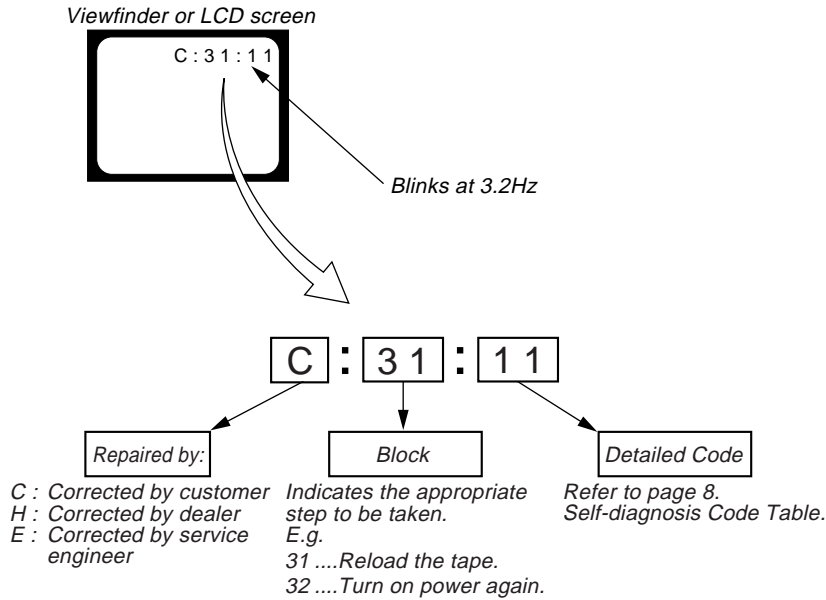 Viewfinder or LCD screen
C : 3 1 : 1 1
Blinks at 3.2Hz
C : 3 1 : 1 1
Repaired by:
C : Corrected by customer
H : Corrected by dealer
E : Corrected by service
engineer
Block
Indicates the appropriate
step to be taken.
E.g.
31 ....Reload the tape.
32 ....Turn on power again.
Detailed Code
Refer to page 8.
Self-diagnosis Code Table.